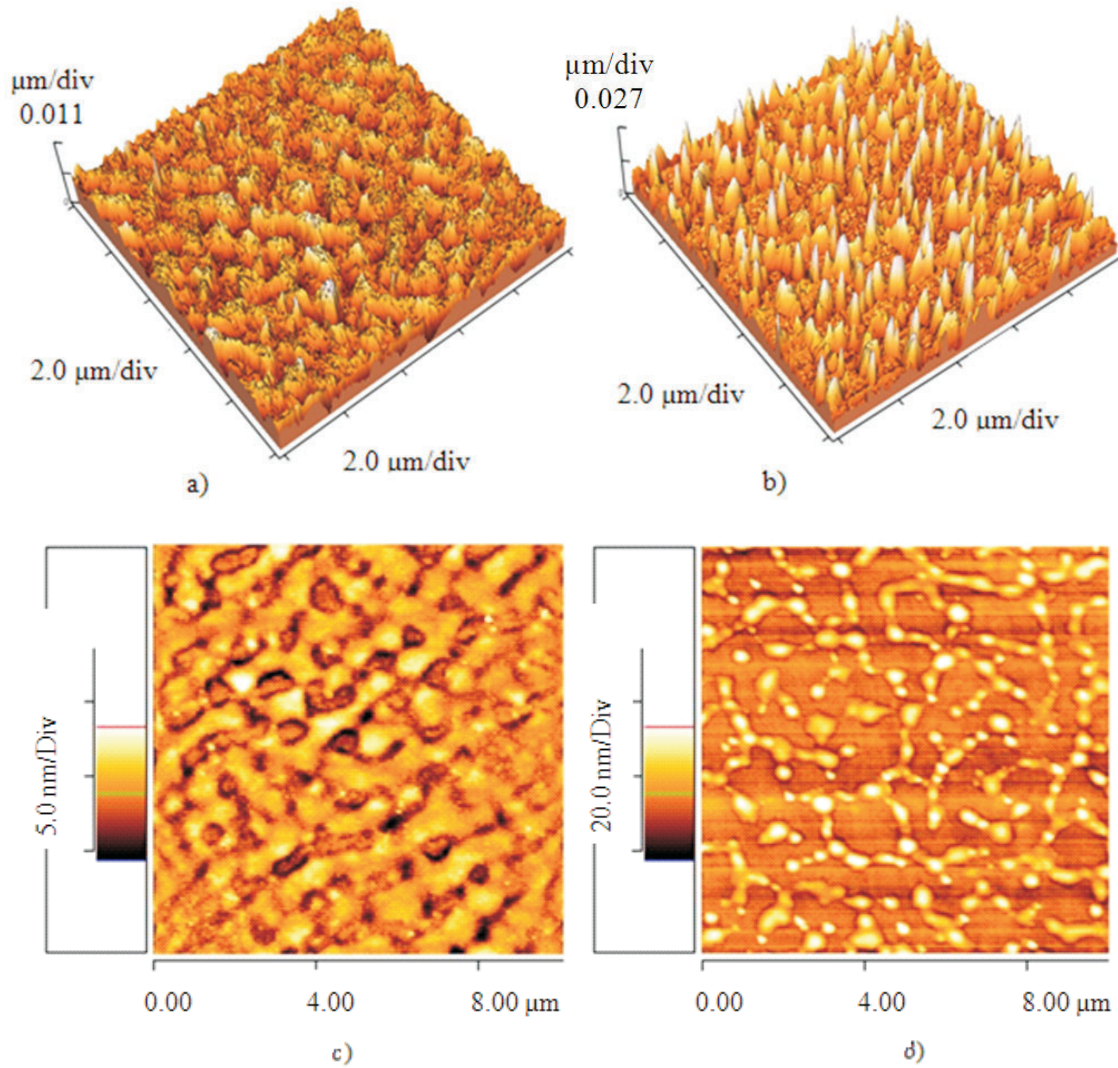 μm/div
0.011
2.0 μm/div
2.0 μm/div
a)
μm/div
0.027
2.0 μm/div
2.0 μm/div
b)
5.0 nm/Div
0.00 4.00 8.00 μm
c)
20.0 nm/Div
0.00 4.00 8.00 μm
d)